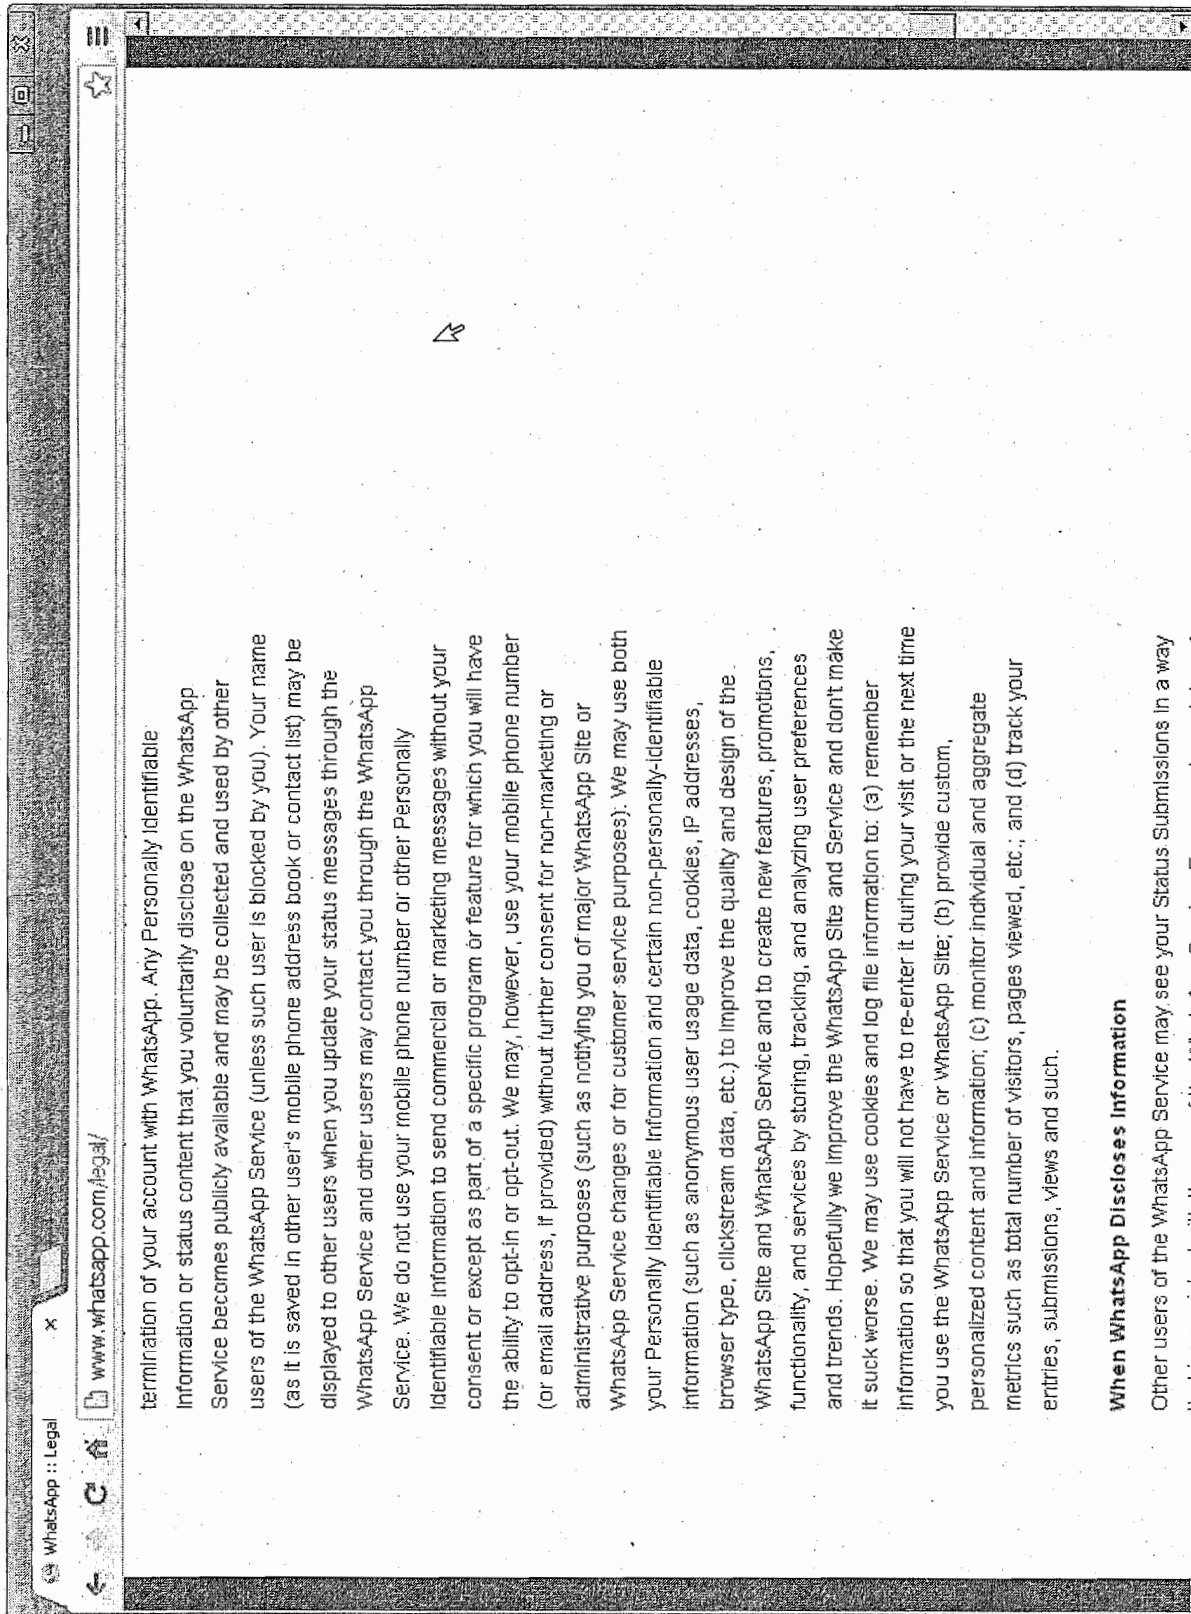 WhatsApp :: Legal
www.whatsapp.com/legal/
termination of your account with WhatsApp. Any Personally Identifiable
Information or status content that you voluntarily disclose on the WhatsApp
Service becomes publicly available and may be collected and used by other
users of the WhatsApp Service (unless such user is blocked by you). Your name
(as it is saved in other user's mobile phone address book or contact list) may be
displayed to other users when you update your status messages through the
WhatsApp Service and other users may contact you through the WhatsApp
Service. We do not use your mobile phone number or other Personally
Identifiable Information to send commercial or marketing messages without your
consent or except as part of a specific program or feature for which you will have
the ability to opt-in or opt-out. We may, however, use your mobile phone number
(or email address, if provided) without further consent for non-marketing or
administrative purposes (such as notifying you of major WhatsApp Site or
WhatsApp Service changes or for customer service purposes). We may use both
your Personally Identifiable Information and certain non-personally-identifiable
information (such as anonymous user usage data, cookies, IP addresses,
browser type, clickstream data, etc.) to improve the quality and design of the
WhatsApp Site and WhatsApp Service and to create new features, promotions,
functionality, and services by storing, tracking, and analyzing user preferences
and trends. Hopefully we improve the WhatsApp Site and Service and don't make
it suck worse. We may use cookies and log file information to: (a) remember
information so that you will not have to re-enter it during your visit or the next time
you use the WhatsApp Service or WhatsApp Site; (b) provide custom,
personalized content and information; (c) monitor individual and aggregate
metrics such as total number of visitors, pages viewed, etc.; and (d) track your
entries, submissions, views and such.
When WhatsApp Discloses Information
Other users of the WhatsApp Service may see your Status Submissions in a way